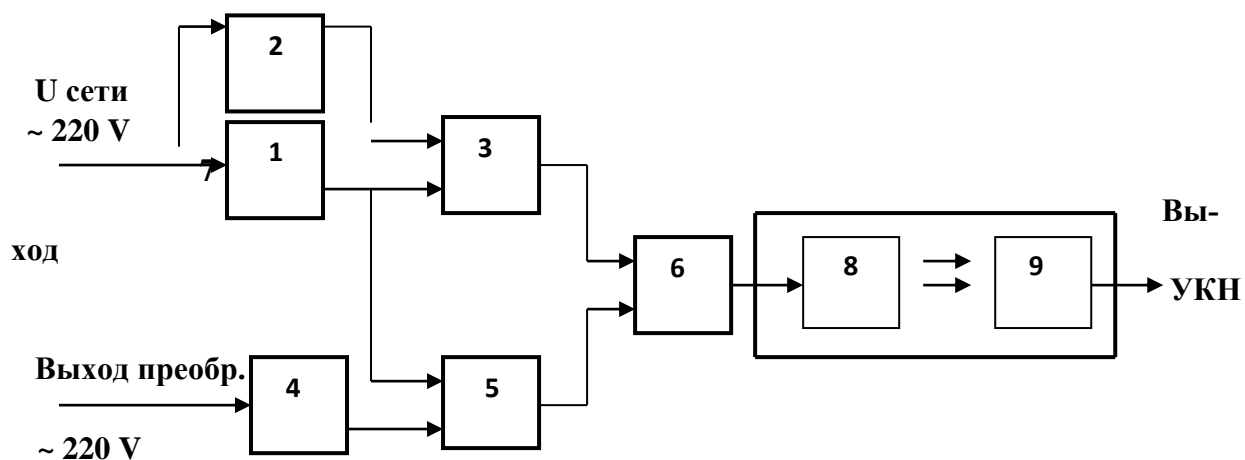 2
U сети
~ 220 V
1
7
3
Вы-
ход
6
8
9
УКН
Выход преобр.
4
5
~ 220 V